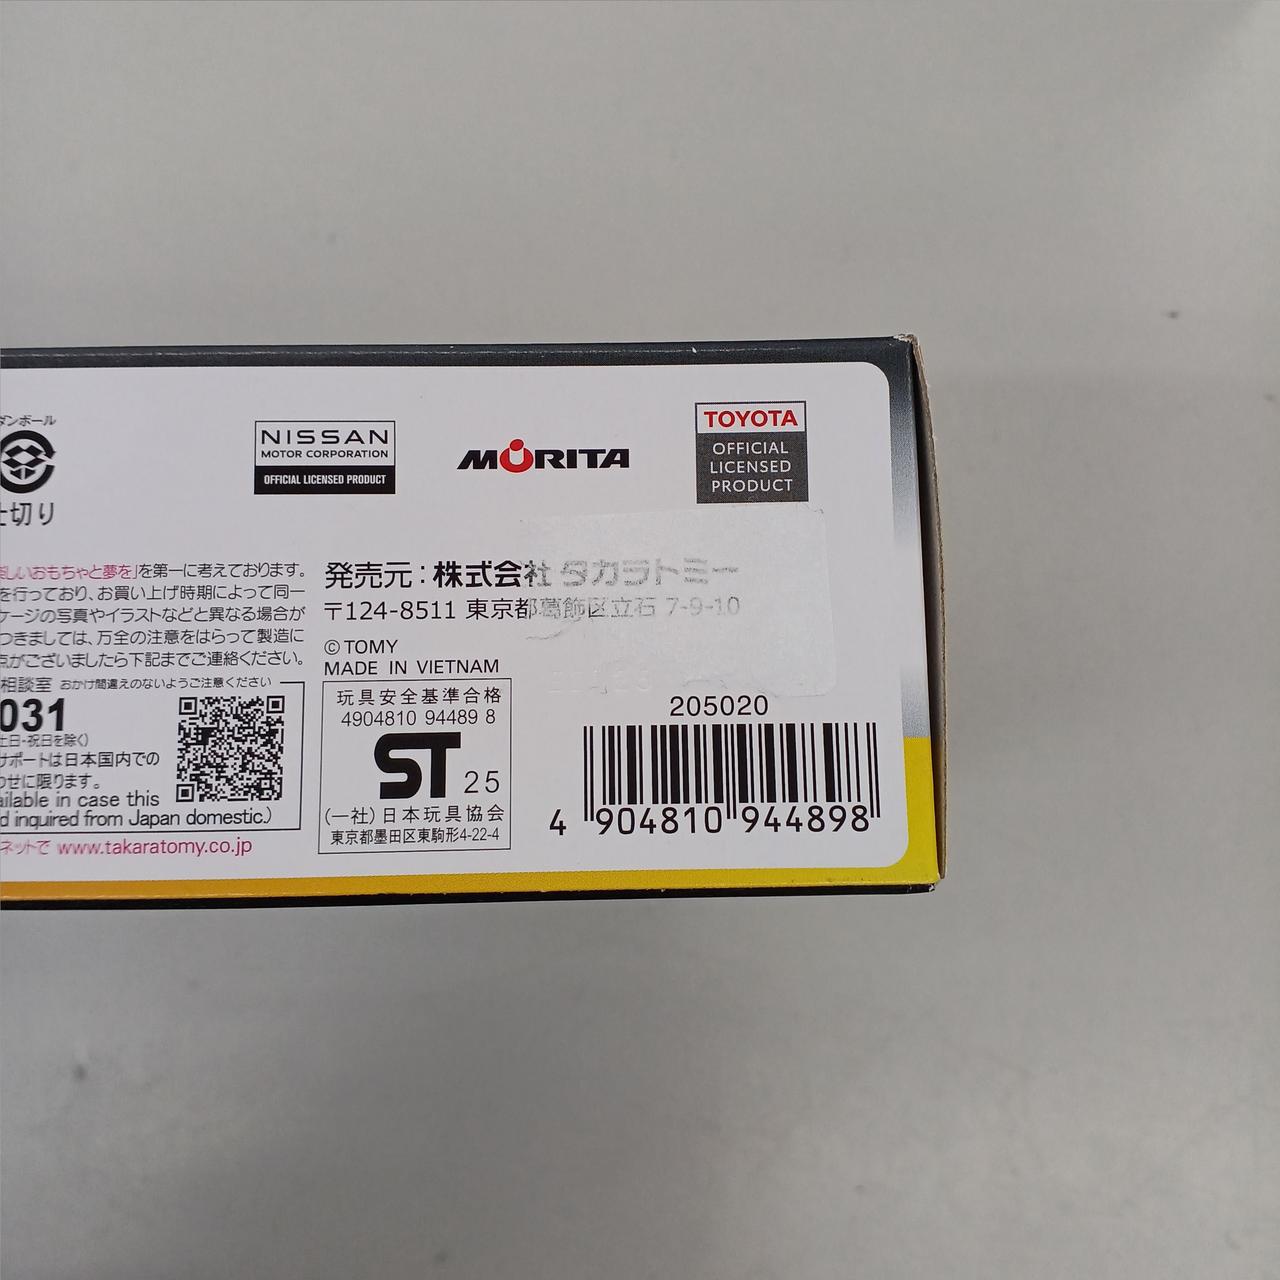 ダンボール
仕切り
NISSAN
MOTOR CORPORATION
OFFICIAL LICENSED PRODUCT
MORITA
TOYOTA
OFFICIAL
LICENSED
PRODUCT
しいおもちゃと夢を」を第一に考えております。
を行っており、お買い上げ時期によって同一
ケージの写真やイラストなどと異なる場合が
つきましては、万全の注意をはらって製造に
点がございましたら下記までご連絡ください。
相談室 おかけ間違えのないようご注意ください
031
土日・祝日を除く)
サポートは日本国内での
わせに限ります。
ailable in case this
d inquired from Japan domestic.)
ネットで www.takaratomy.co.jp
発売元:株式会社タカラトミー
〒124-8511 東京都葛飾区立石 7-9-10
© TOMY
MADE IN VIETNAM
玩具安全基準合格
4904810 94489 8
ST 25
(一社)日本玩具協会
東京都墨田区東駒形4-22-4
205020
4 904810 944898